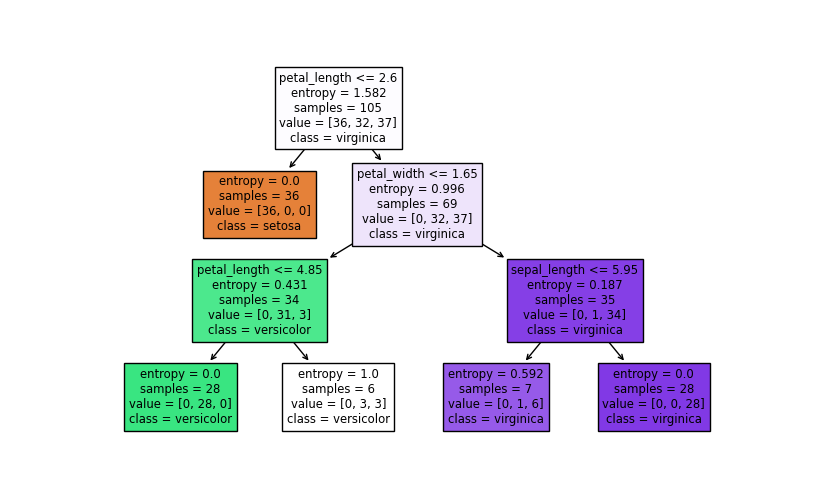 petal_length <= 2.6
entropy = 1.582
samples = 105
value = [36, 32, 37]
class = virginica
entropy = 0.0
samples = 36
value = [36, 0, 0]
class = setosa
petal_width <= 1.65
entropy = 0.996
samples = 69
value = [0, 32, 37]
class = virginica
petal_length <= 4.85
entropy = 0.431
samples = 34
value = [0, 31, 3]
class = versicolor
sepal_length <= 5.95
entropy = 0.187
samples = 35
value = [0, 1, 34]
class = virginica
entropy = 0.0
samples = 28
value = [0, 28, 0]
class = versicolor
entropy = 1.0
samples = 6
value = [0, 3, 3]
class = versicolor
entropy = 0.592
samples = 7
value = [0, 1, 6]
class = virginica
entropy = 0.0
samples = 28
value = [0, 0, 28]
class = virginica